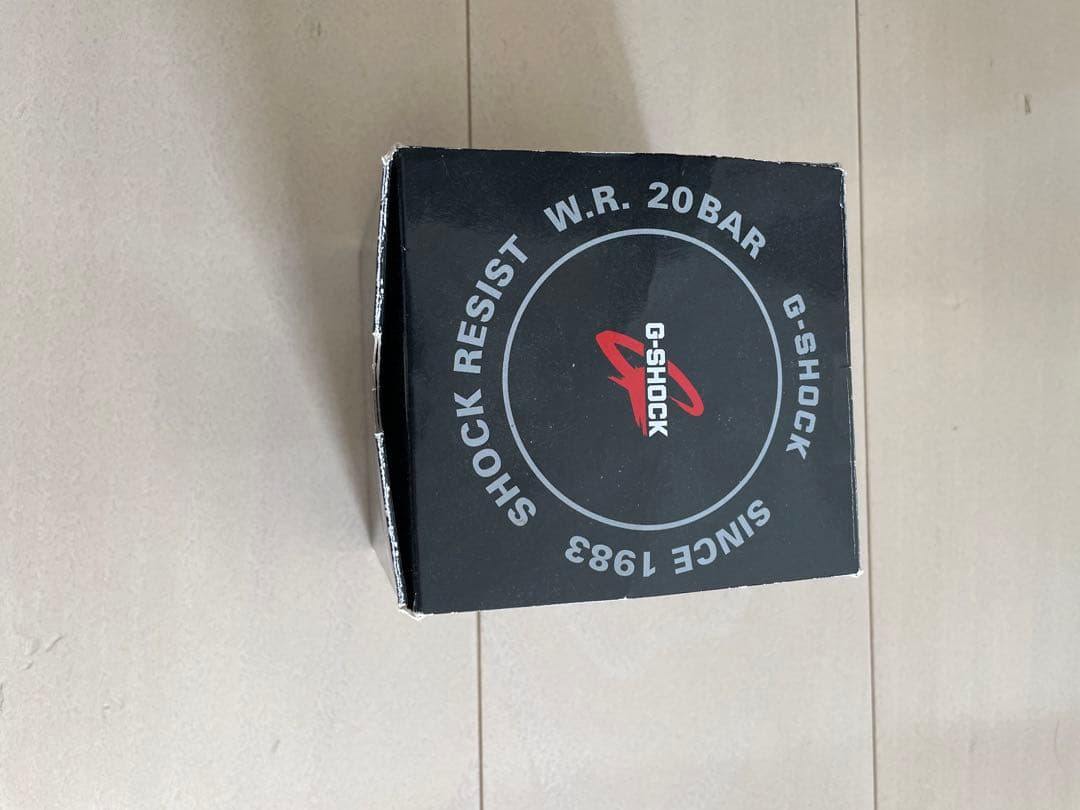 SHOCK RESIST W.R. 20BAR G-SHOCK SINCE 1983
G-SHOCK